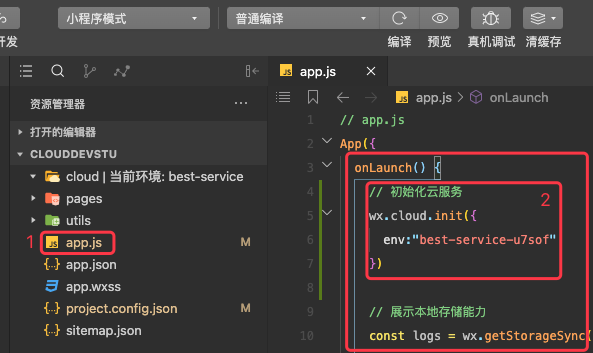 小程序模式
普通编译
开发
编译
预览
真机调试
清缓存
资源管理器
打开的编辑器
CLOUDDEVSTU
cloud | 当前环境: best-service
pages
utils
1
JS
app.js
M
app.json
app.wxss
project.config.json
M
sitemap.json
JS
app.js
JS
app.js
onLaunch
1
// app.js
2
App({
3
onLaunch() {
4
// 初始化云服务
2
5
wx.cloud.init({
6
env:"best-service-u7sof"
7
})
8
9
// 展示本地存储能力
10
const logs = wx.getStorageSync(